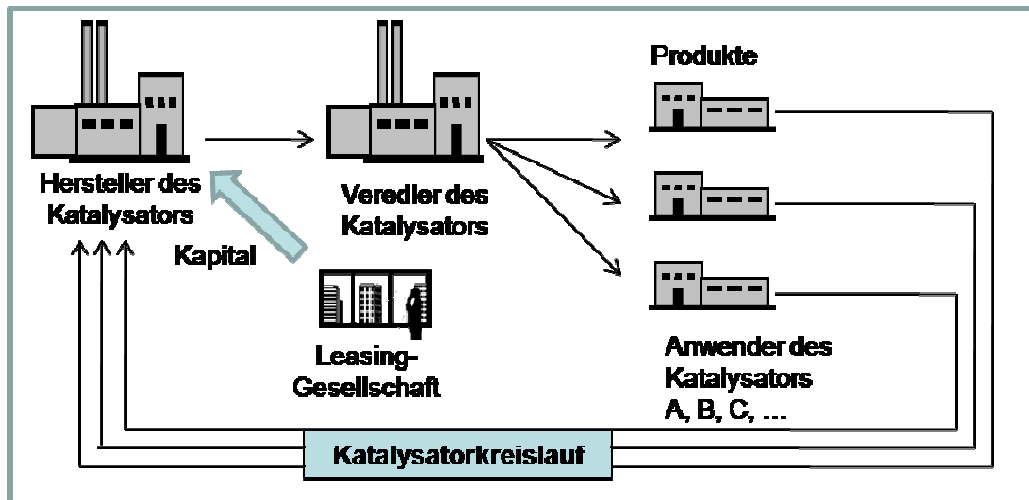 Produkte
Hersteller des
Katalysators
Veredler des
Katalysators
Kapital
Leasing-
Gesellschaft
Anwender des
Katalysators
A, B, C, ...
Katalysatorkreislauf